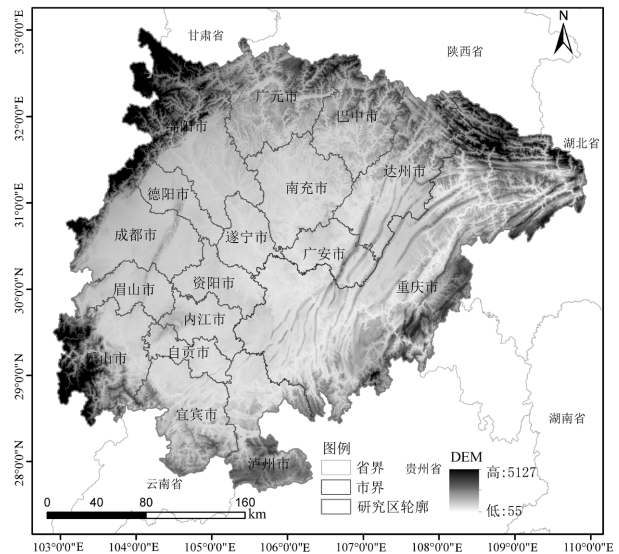 N
33°0'0"E
32°0'0"E
31°0'0"E
30°0'0"N
29°0'0"N
28°0'0"N
甘肃省
陕西省
湖北省
湖南省
贵州省
云南省
广元市
巴中市
绵阳市
达州市
德阳市
南充市
成都市
遂宁市
广安市
眉山市
资阳市
重庆市
内江市
乐山市
自贡市
宜宾市
泸州市
图例
省界
市界
研究区轮廓
DEM
高:5127
低:55
0 40 80 160
km
103°0'0"E 104°0'0"E 105°0'0"E 106°0'0"E 107°0'0"E 108°0'0"E 109°0'0"E 110°0'0"E